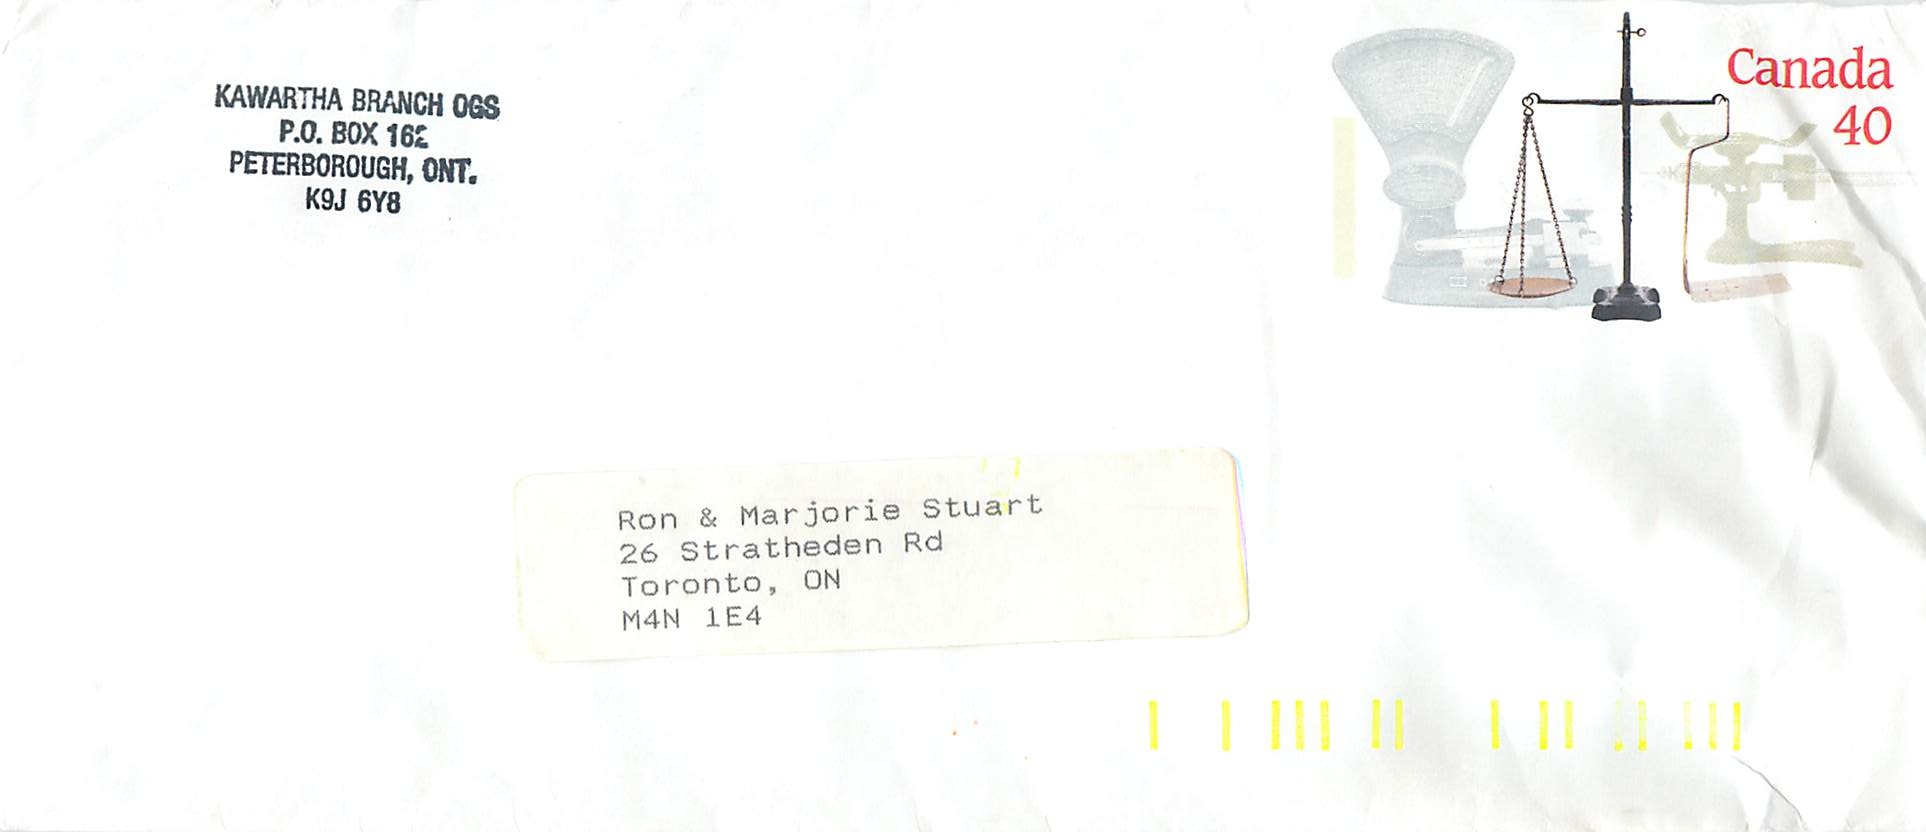 KAWARTHA BRANCH OGS
P.O. BOX 162
PETERBOROUGH, ONT.
K9J 6Y8
Canada
40
Ron & Marjorie Stuart
26 Stratheden Rd
Toronto, ON
M4N 1E4